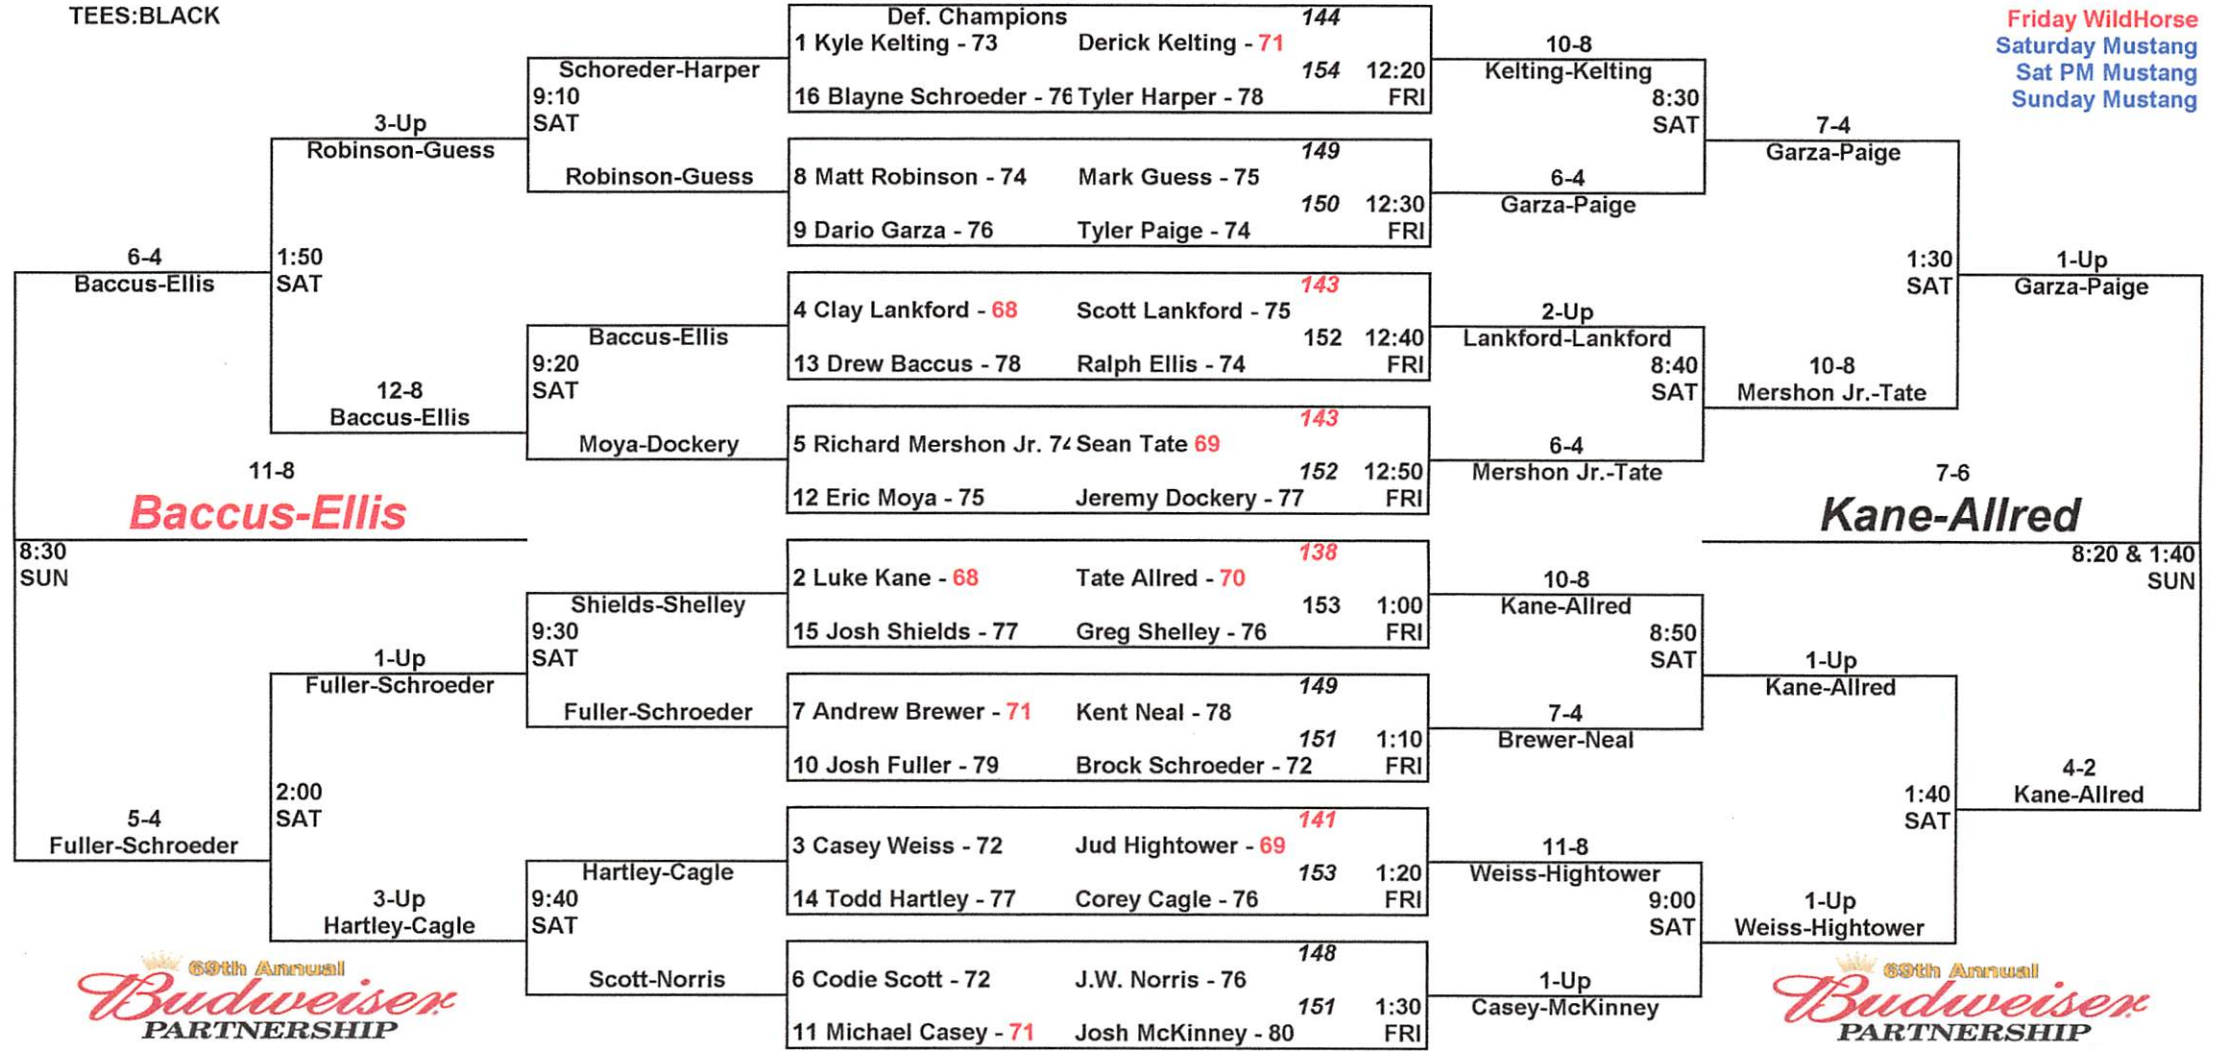 TEES:BLACK
Friday WildHorse
Saturday Mustang
Sat PM Mustang
Sunday Mustang
Def. Champions 144
1 Kyle Kelting - 73 Derick Kelting - 71
154 12:20
16 Blayne Schroeder - 76 Tyler Harper - 78 FRI
149
8 Matt Robinson - 74 Mark Guess - 75
150 12:30
9 Dario Garza - 76 Tyler Paige - 74 FRI
143
4 Clay Lankford - 68 Scott Lankford - 75
152 12:40
13 Drew Baccus - 78 Ralph Ellis - 74 FRI
143
5 Richard Mershon Jr. 74 Sean Tate 69
152 12:50
12 Eric Moya - 75 Jeremy Dockery - 77 FRI
138
2 Luke Kane - 68 Tate Allred - 70
153 1:00
15 Josh Shields - 77 Greg Shelley - 76 FRI
149
7 Andrew Brewer - 71 Kent Neal - 78
151 1:10
10 Josh Fuller - 79 Brock Schroeder - 72 FRI
141
3 Casey Weiss - 72 Jud Hightower - 69
153 1:20
14 Todd Hartley - 77 Corey Cagle - 76 FRI
148
6 Codie Scott - 72 J.W. Norris - 76
151 1:30
11 Michael Casey - 71 Josh McKinney - 80 FRI
Schoreder-Harper
9:10
SAT
Robinson-Guess
Baccus-Ellis
9:20
SAT
Moya-Dockery
Shields-Shelley
9:30
SAT
Fuller-Schroeder
Hartley-Cagle
9:40
SAT
Scott-Norris
3-Up
Robinson-Guess
1:50
SAT
12-8
Baccus-Ellis
1-Up
Fuller-Schroeder
2:00
SAT
3-Up
Hartley-Cagle
6-4
Baccus-Ellis
11-8
Baccus-Ellis
8:30
SUN
5-4
Fuller-Schroeder
10-8
Kelting-Kelting
8:30
SAT
6-4
Garza-Paige
2-Up
Lankford-Lankford
8:40
SAT
6-4
Mershon Jr.-Tate
10-8
Kane-Allred
8:50
SAT
7-4
Brewer-Neal
11-8
Weiss-Hightower
9:00
SAT
1-Up
Casey-McKinney
7-4
Garza-Paige
1:30
SAT
10-8
Mershon Jr.-Tate
1-Up
Kane-Allred
1:40
SAT
1-Up
Weiss-Hightower
1-Up
Garza-Paige
7-6
Kane-Allred
8:20 & 1:40
SUN
4-2
Kane-Allred
69th Annual
Budweiser
PARTNERSHIP
69th Annual
Budweiser
PARTNERSHIP